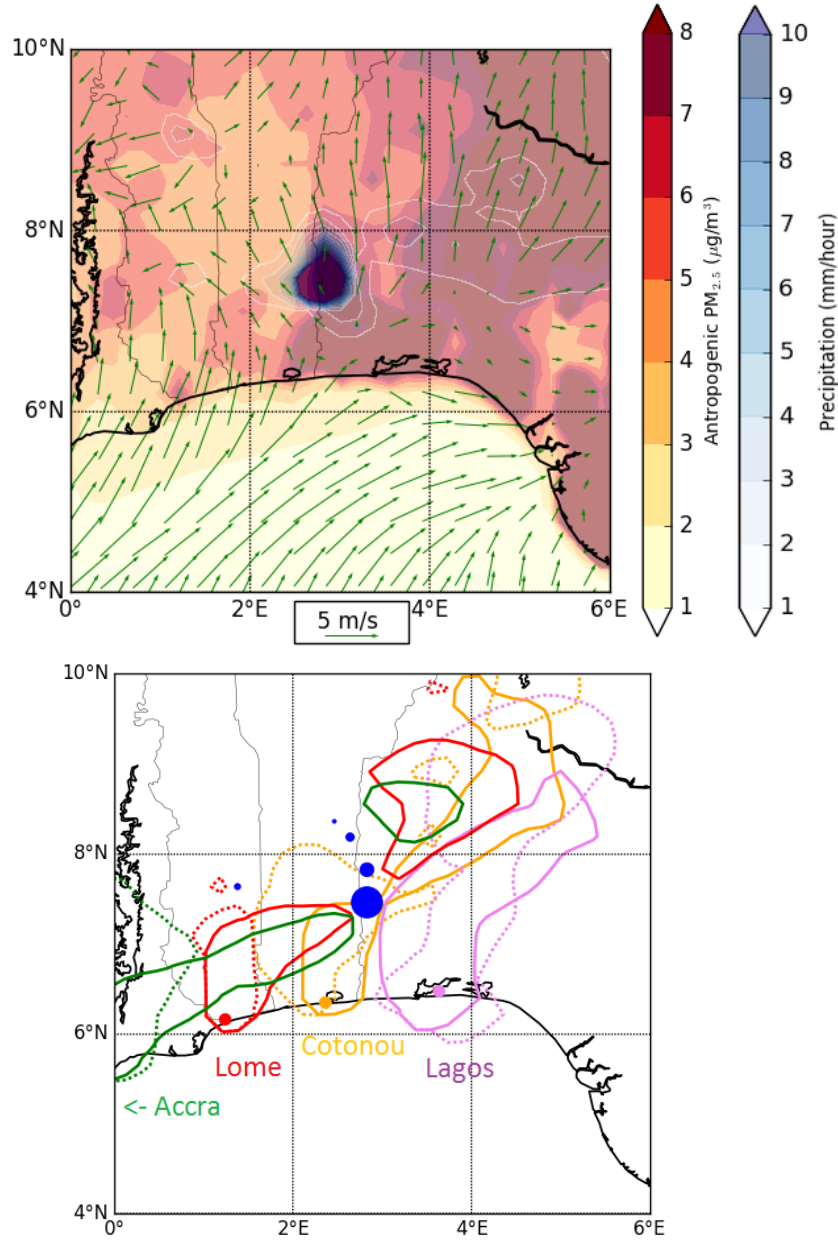 10°N
8°N
6°N
4°N
0°
2°E
4°E
6°E
5 m/s
8
7
6
5
4
3
2
1
Antropogenic PM2.5 (μg/m³)
10
9
8
7
6
5
4
3
2
1
Precipitation (mm/hour)
10°N
8°N
6°N
4°N
0°
2°E
4°E
6°E
Lome
Cotonou
Lagos
<- Accra